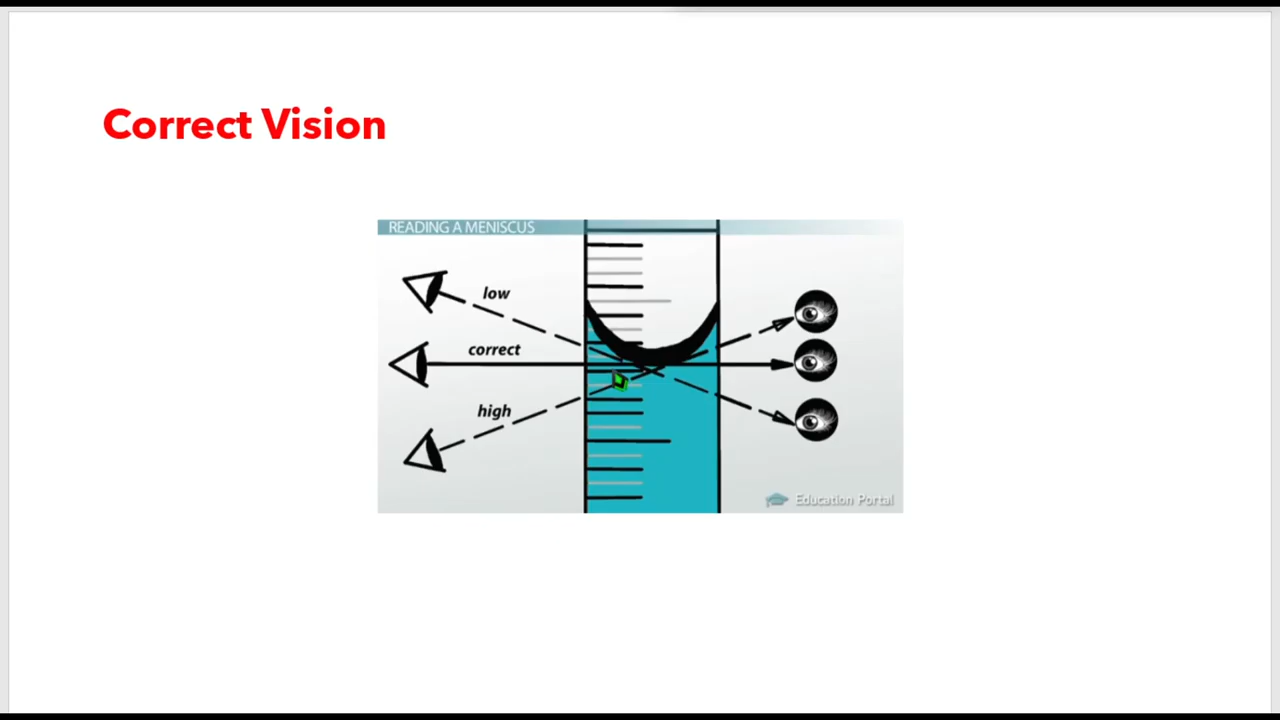 Correct Vision
READING A MENISCUS
low
correct
high
Education Portal